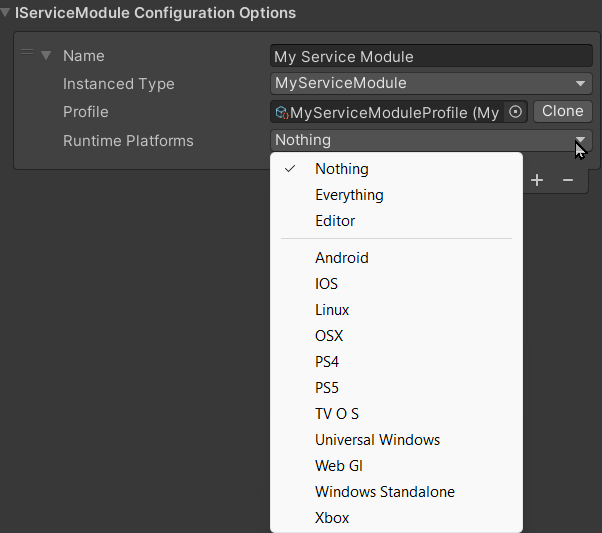 IServiceModule Configuration Options
Name My Service Module
Instanced Type MyServiceModule
Profile MyServiceModuleProfile (My Clone
Runtime Platforms Nothing
Nothing
Everything
Editor
Android
IOS
Linux
OSX
PS4
PS5
TV O S
Universal Windows
Web Gl
Windows Standalone
Xbox